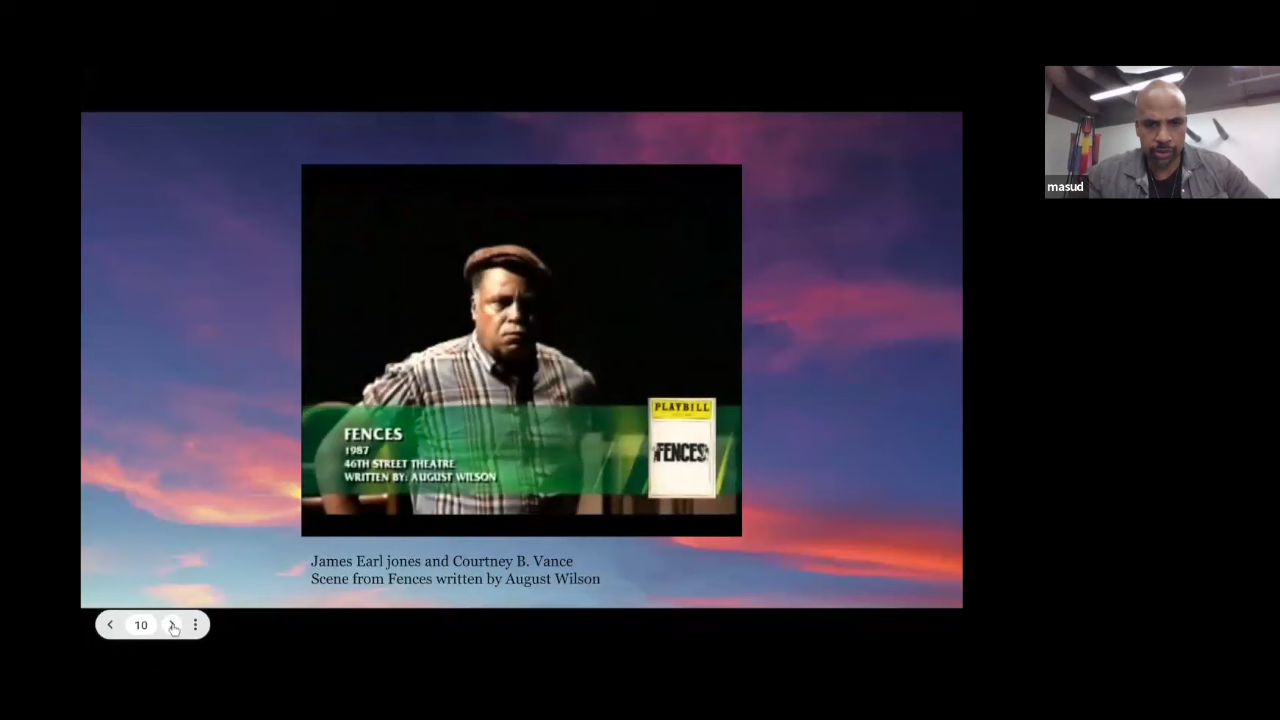 masud
PLAYBILL
FENCES
FENCES
1987
46TH STREET THEATRE
WRITTEN BY: AUGUST WILSON
James Earl jones and Courtney B. Vance
Scene from Fences written by August Wilson
10